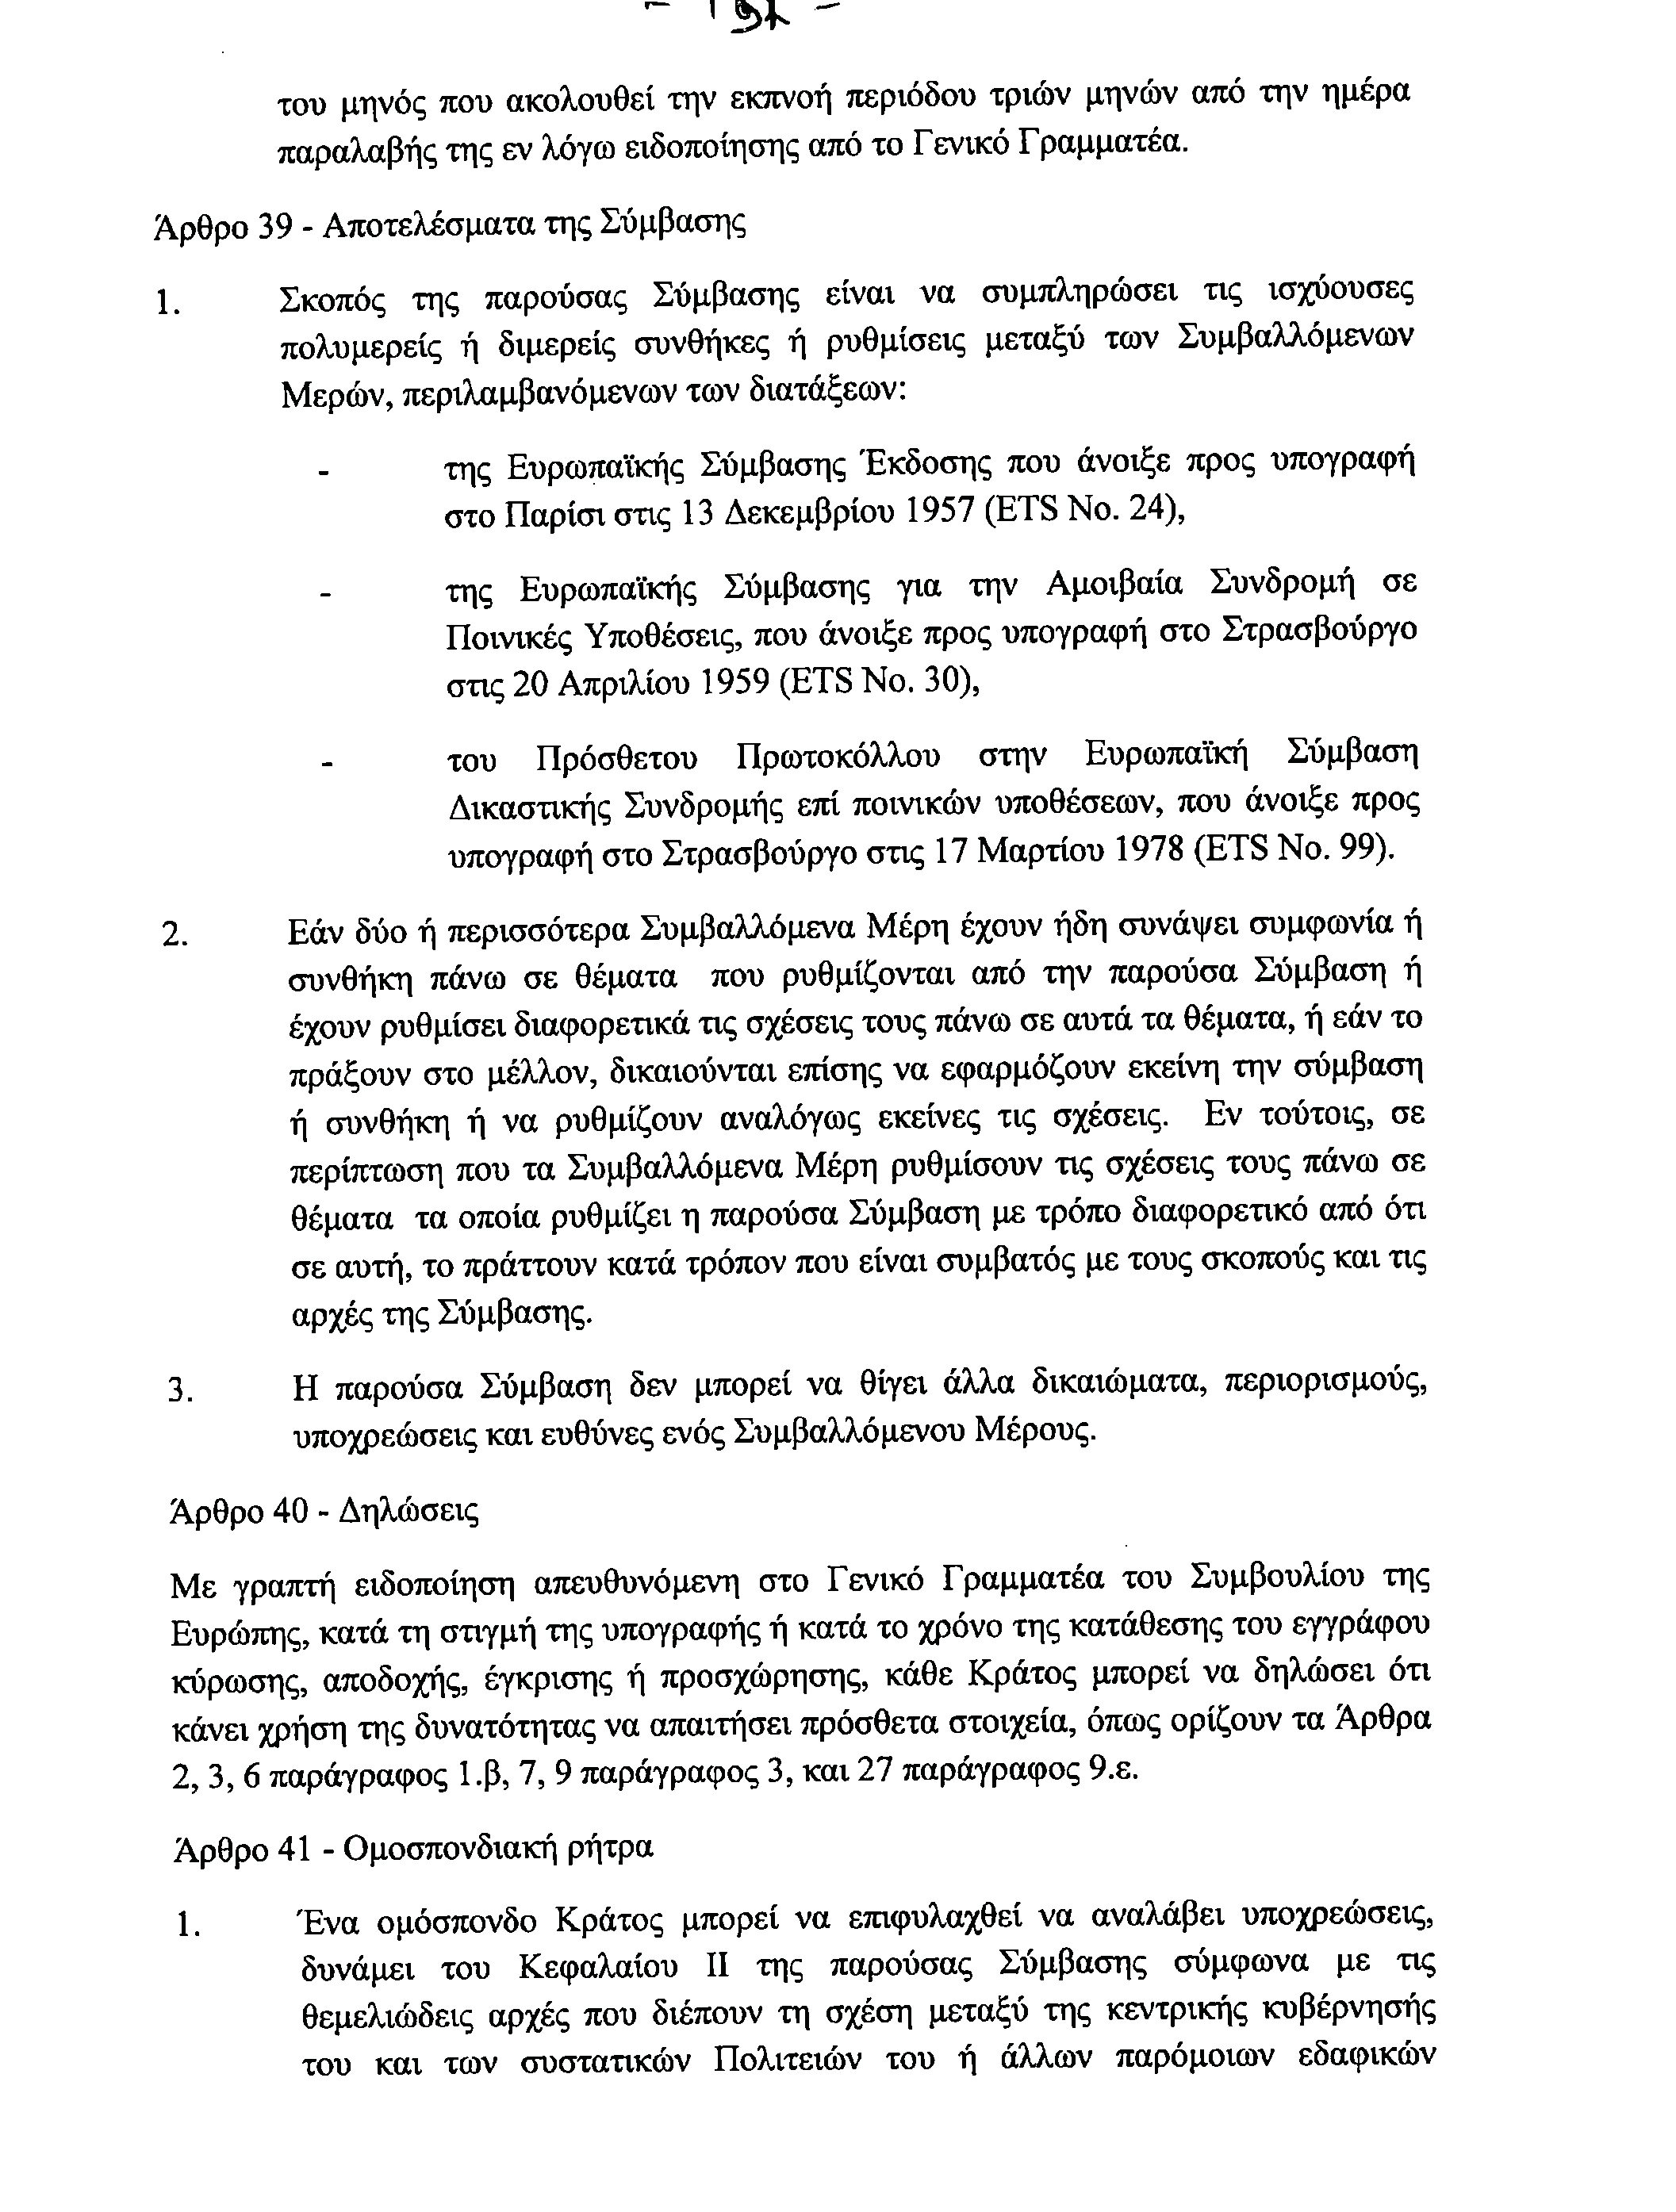 του μηνός που ακολουθεί την εκπνοή περιόδου τριών μηνών από την ημέρα
παραλαβής της εν λόγω ειδοποίησης από το Γενικό Γραμματέα.
Άρθρο 39 - Αποτελέσματα της Σύμβασης
1. Σκοπός της παρούσας Σύμβασης είναι να συμπληρώσει τις ισχύουσες
πολυμερείς ή διμερείς συνθήκες ή ρυθμίσεις μεταξύ των Συμβαλλόμενων
Μερών, περιλαμβανόμενων των διατάξεων:
- της Ευρωπαϊκής Σύμβασης Έκδοσης που άνοιξε προς υπογραφή
στο Παρίσι στις 13 Δεκεμβρίου 1957 (ETS No. 24),
- της Ευρωπαϊκής Σύμβασης για την Αμοιβαία Συνδρομή σε
Ποινικές Υποθέσεις, που άνοιξε προς υπογραφή στο Στρασβούργο
στις 20 Απριλίου 1959 (ETS No. 30),
- του Πρόσθετου Πρωτοκόλλου στην Ευρωπαϊκή Σύμβαση
Δικαστικής Συνδρομής επί ποινικών υποθέσεων, που άνοιξε προς
υπογραφή στο Στρασβούργο στις 17 Μαρτίου 1978 (ETS No. 99).
2. Εάν δύο ή περισσότερα Συμβαλλόμενα Μέρη έχουν ήδη συνάψει συμφωνία ή
συνθήκη πάνω σε θέματα που ρυθμίζονται από την παρούσα Σύμβαση ή
έχουν ρυθμίσει διαφορετικά τις σχέσεις τους πάνω σε αυτά τα θέματα, ή εάν το
πράξουν στο μέλλον, δικαιούνται επίσης να εφαρμόζουν εκείνη την σύμβαση
ή συνθήκη ή να ρυθμίζουν αναλόγως εκείνες τις σχέσεις. Εν τούτοις, σε
περίπτωση που τα Συμβαλλόμενα Μέρη ρυθμίσουν τις σχέσεις τους πάνω σε
θέματα τα οποία ρυθμίζει η παρούσα Σύμβαση με τρόπο διαφορετικό από ότι
σε αυτή, το πράττουν κατά τρόπον που είναι συμβατός με τους σκοπούς και τις
αρχές της Σύμβασης.
3. Η παρούσα Σύμβαση δεν μπορεί να θίγει άλλα δικαιώματα, περιορισμούς,
υποχρεώσεις και ευθύνες ενός Συμβαλλόμενου Μέρους.
Άρθρο 40 - Δηλώσεις
Με γραπτή ειδοποίηση απευθυνόμενη στο Γενικό Γραμματέα του Συμβουλίου της
Ευρώπης, κατά τη στιγμή της υπογραφής ή κατά το χρόνο της κατάθεσης του εγγράφου
κύρωσης, αποδοχής, έγκρισης ή προσχώρησης, κάθε Κράτος μπορεί να δηλώσει ότι
κάνει χρήση της δυνατότητας να απαιτήσει πρόσθετα στοιχεία, όπως ορίζουν τα Άρθρα
2, 3, 6 παράγραφος 1.β, 7, 9 παράγραφος 3, και 27 παράγραφος 9.ε.
Άρθρο 41 - Ομοσπονδιακή ρήτρα
1. Ένα ομόσπονδο Κράτος μπορεί να επιφυλαχθεί να αναλάβει υποχρεώσεις,
δυνάμει του Κεφαλαίου ΙΙ της παρούσας Σύμβασης σύμφωνα με τις
θεμελιώδεις αρχές που διέπουν τη σχέση μεταξύ της κεντρικής κυβέρνησής
του και των συστατικών Πολιτειών του ή άλλων παρόμοιων εδαφικών